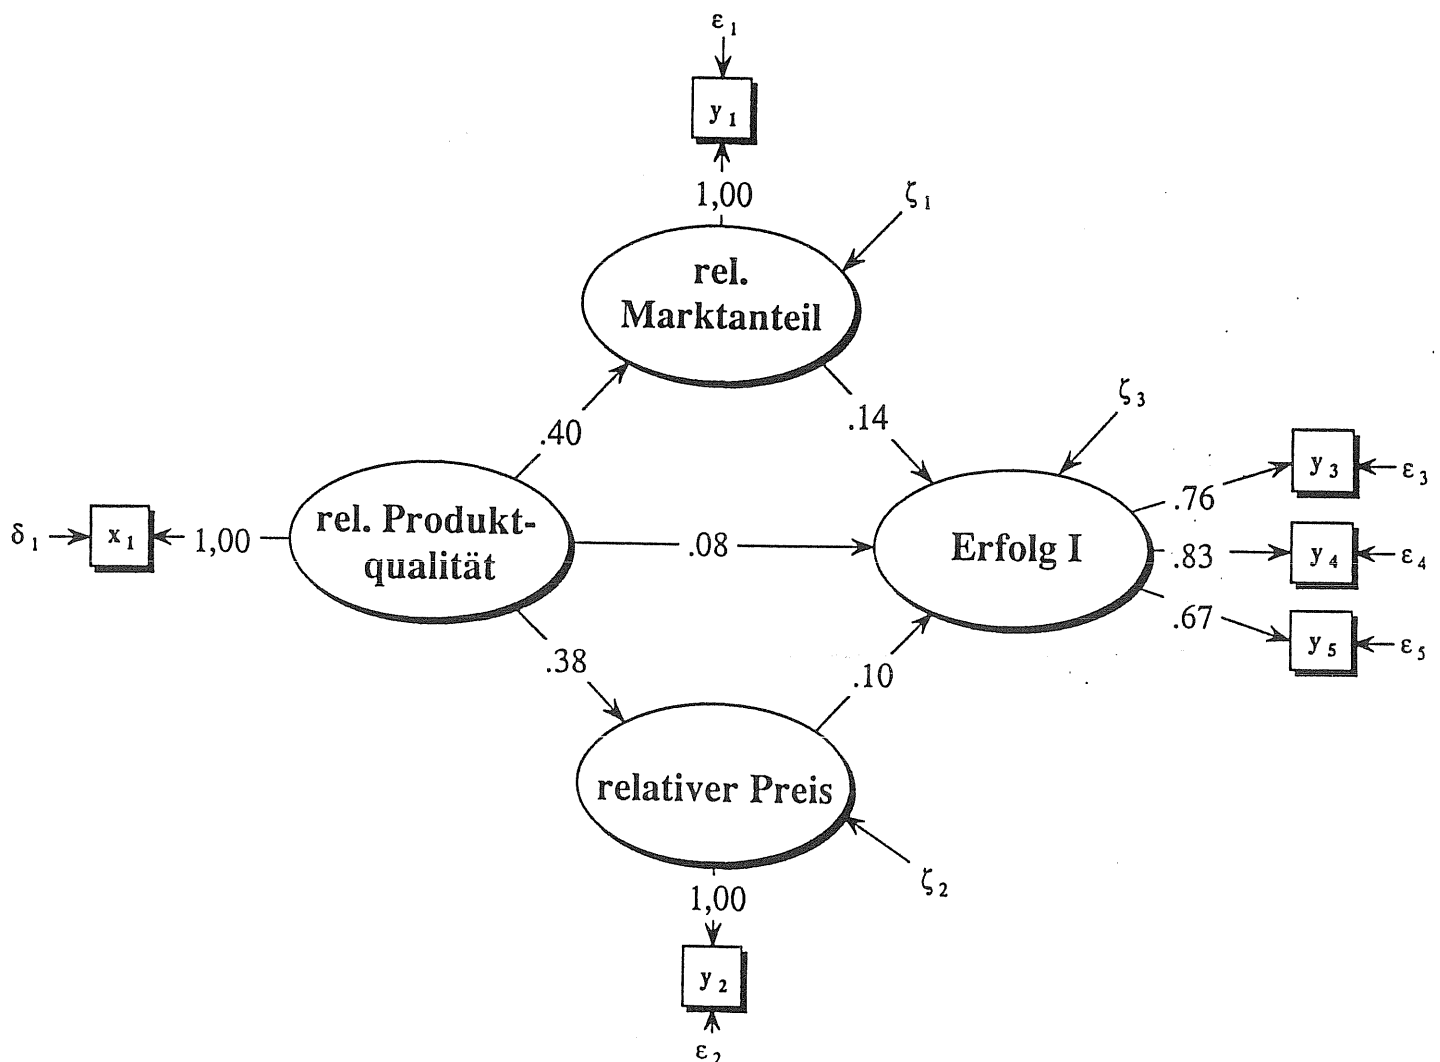 ε1
y1
1,00
ζ1
rel.
Marktanteil
ζ3
.40
.14
y3
ε3
.76
δ1
x1
1,00
rel. Produkt-
qualität
.08
Erfolg I
.83
y4
ε4
.67
y5
ε5
.38
.10
relativer Preis
ζ2
1,00
y2
ε2